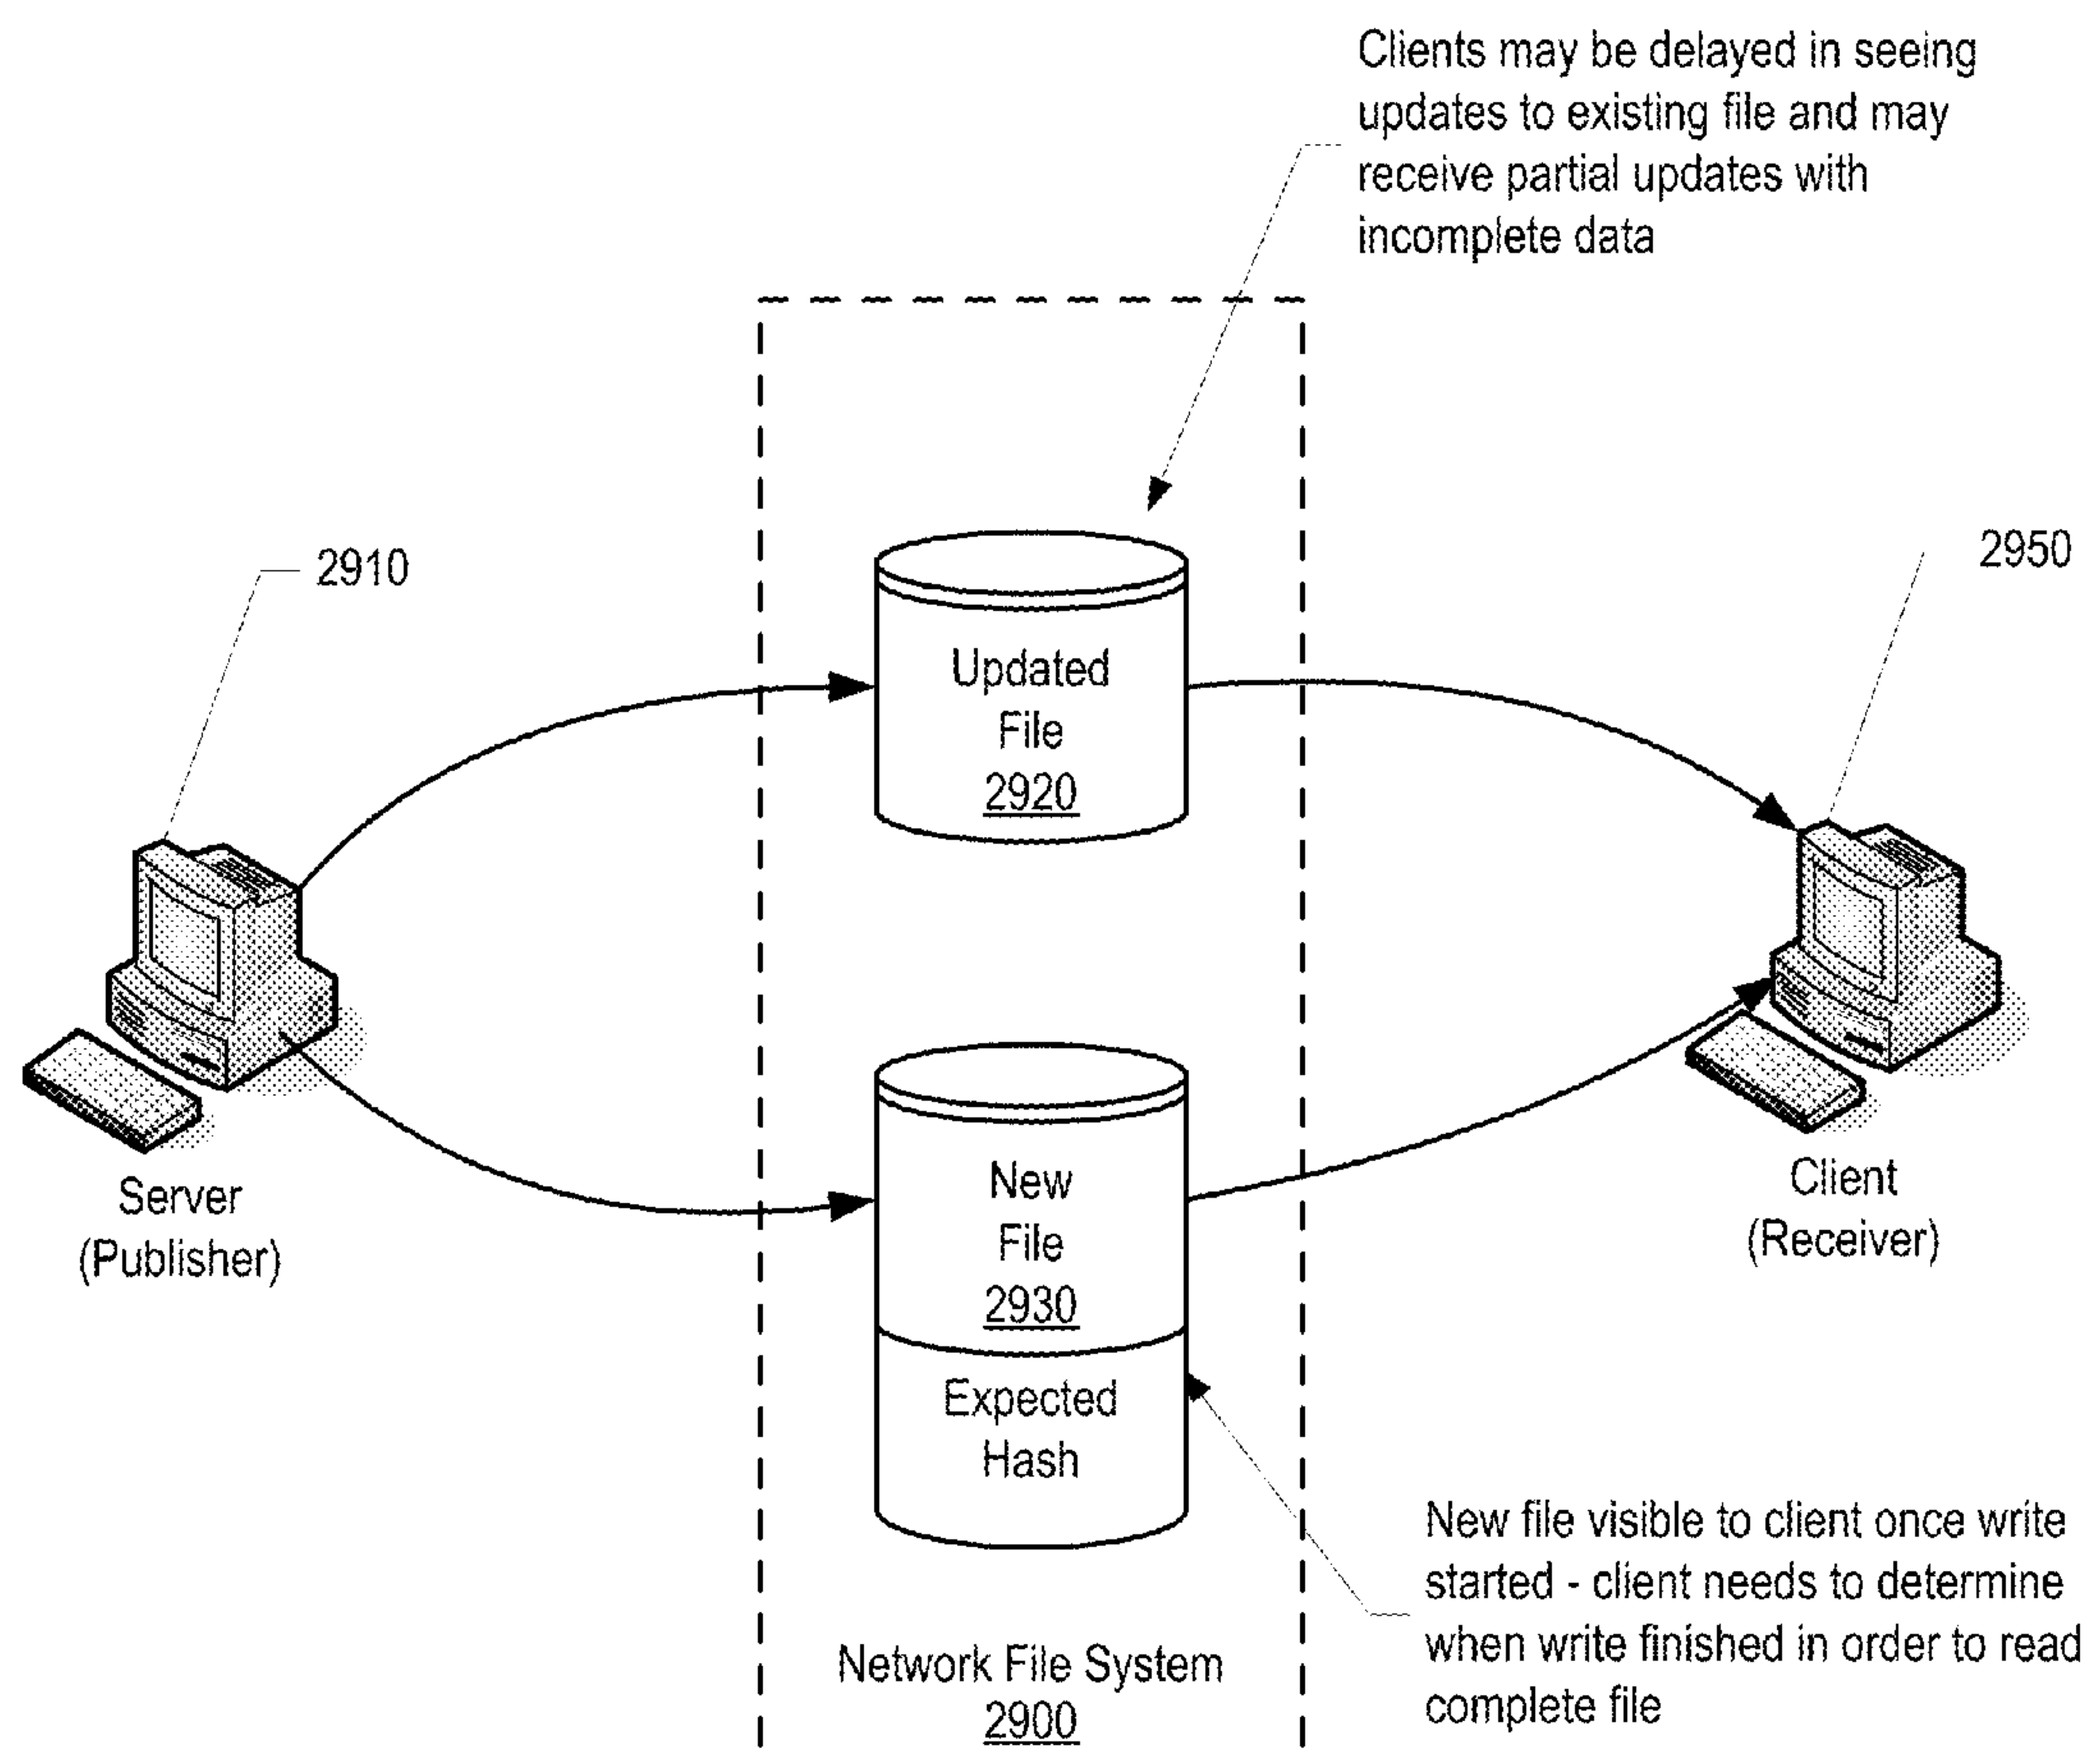 Clients may be delayed in seeing
updates to existing file and may
receive partial updates with
incomplete data
2910
2950
Updated
File
2920
Server
(Publisher)
New
File
2930
Expected
Hash
Client
(Receiver)
New file visible to client once write
started - client needs to determine
when write finished in order to read
complete file
Network File System
2900